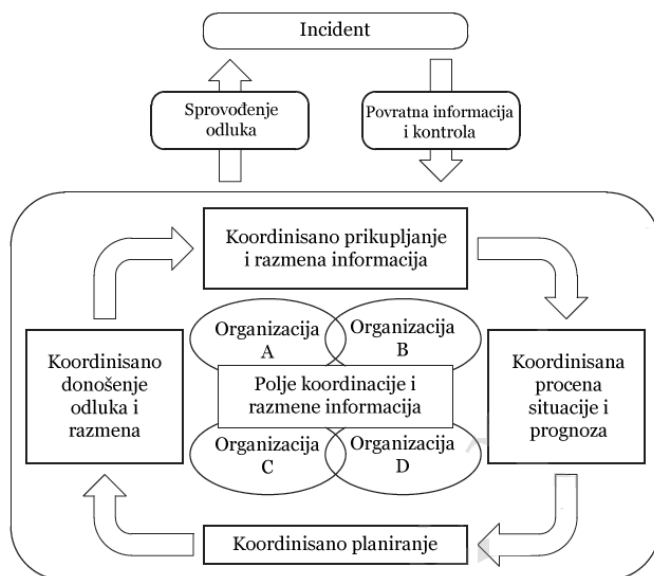 Incident
Sprovođenje
odluka
Povratna informacija
i kontrola
Koordinisano prikupljanje
i razmena informacija
Koordinisano
donošenje
odluka i
razmena
Organizacija
A
Organizacija
B
Polje koordinacije i
razmene informacija
Organizacija
C
Organizacija
D
Koordinisana
procena
situacije i
prognoza
Koordinisano planiranje